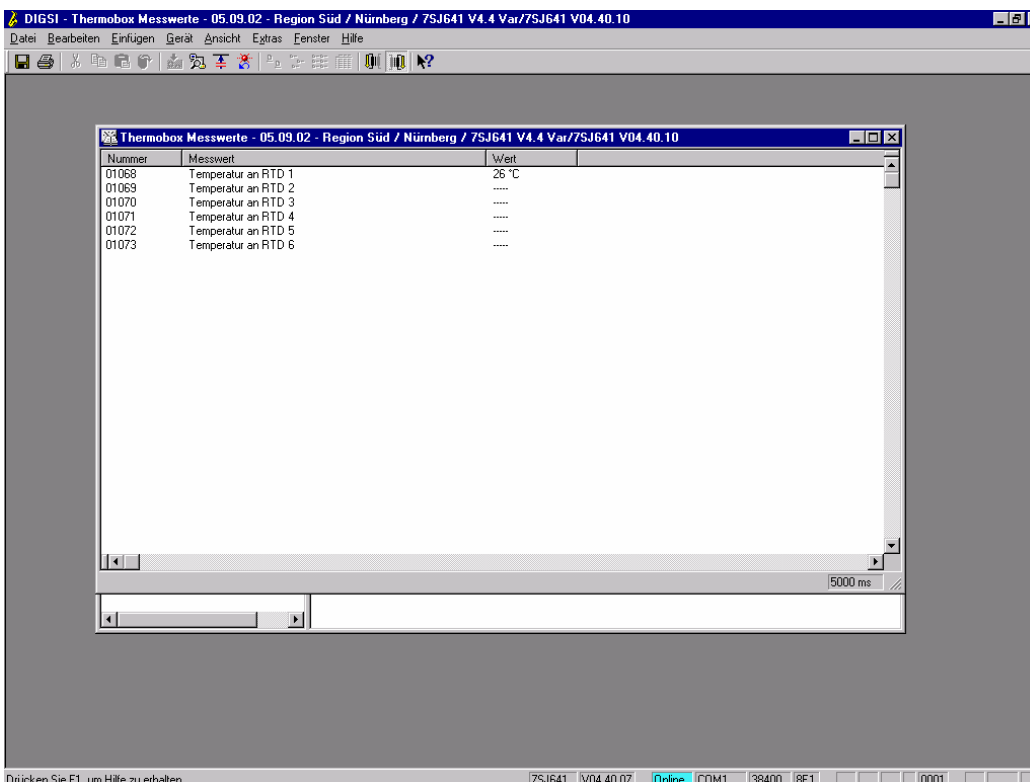 DIGSI - Thermobox Messwerte - 05.09.02 - Region Süd / Nürnberg / 7SJ641 V4.4 Var/7SJ641 V04.40.10
Datei Bearbeiten Einfügen Gerät Ansicht Extras Fenster Hilfe
Thermobox Messwerte - 05.09.02 - Region Süd / Nürnberg / 7SJ641 V4.4 Var/7SJ641 V04.40.10
Nummer Messwert Wert
01068 Temperatur an RTD 1 26 °C
01069 Temperatur an RTD 2 -----
01070 Temperatur an RTD 3 -----
01071 Temperatur an RTD 4 -----
01072 Temperatur an RTD 5 -----
01073 Temperatur an RTD 6 -----
5000 ms
Drücken Sie F1, um Hilfe zu erhalten. 7SJ641 V04.40.07 Online COM1 38400 8E1 0001